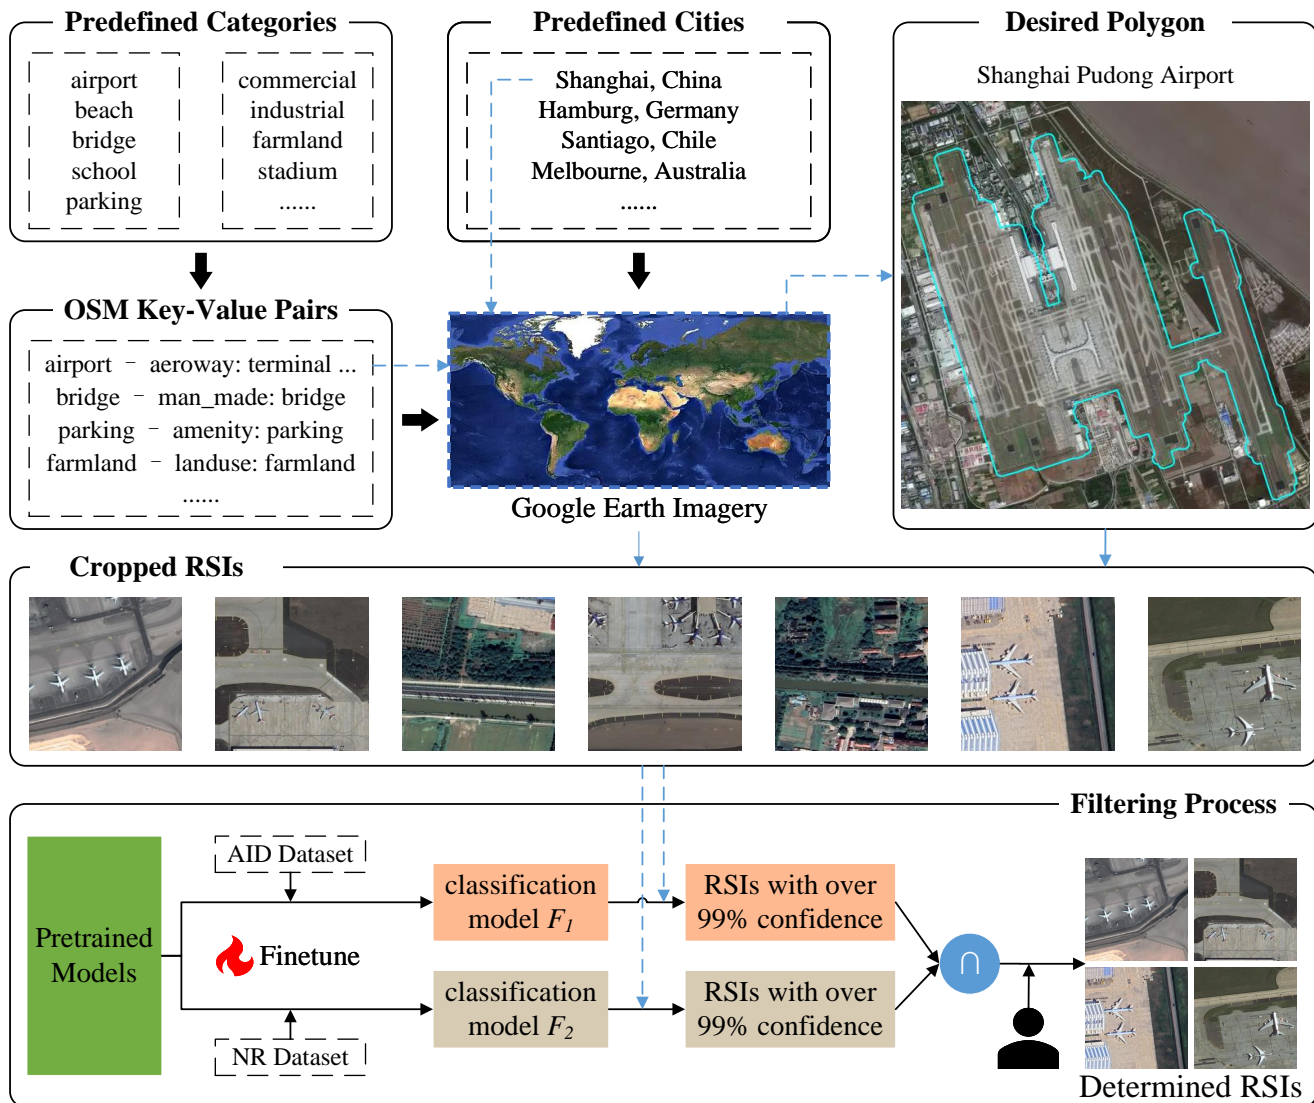 Predefined Categories
airport
beach
bridge
school
parking
commercial
industrial
farmland
stadium
......
Predefined Cities
Shanghai, China
Hamburg, Germany
Santiago, Chile
Melbourne, Australia
......
Desired Polygon
Shanghai Pudong Airport
OSM Key-Value Pairs
airport - aeroway: terminal ...
bridge - man_made: bridge
parking - amenity: parking
farmland - landuse: farmland
......
Google Earth Imagery
Cropped RSIs
Filtering Process
Pretrained
Models
AID Dataset
Finetune
NR Dataset
classification
model F1
RSIs with over
99% confidence
classification
model F2
RSIs with over
99% confidence
∩
Determined RSIs